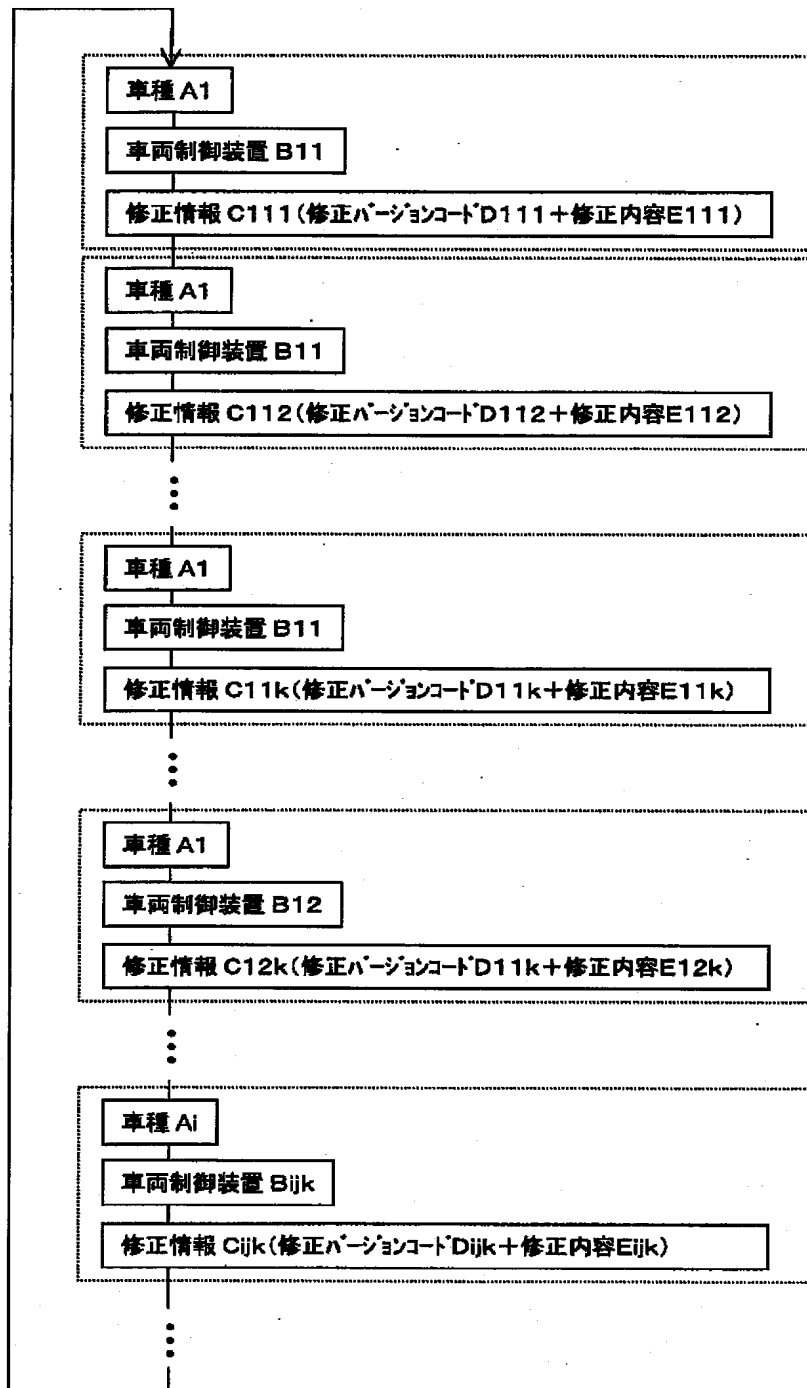 車種 A1
車両制御装置 B11
修正情報 C111(修正ﾊﾞｰｼﾞｮﾝｺｰﾄﾞD111+修正内容E111)
車種 A1
車両制御装置 B11
修正情報 C112(修正ﾊﾞｰｼﾞｮﾝｺｰﾄﾞD112+修正内容E112)
車種 A1
車両制御装置 B11
修正情報 C11k(修正ﾊﾞｰｼﾞｮﾝｺｰﾄﾞD11k+修正内容E11k)
車種 A1
車両制御装置 B12
修正情報 C12k(修正ﾊﾞｰｼﾞｮﾝｺｰﾄﾞD11k+修正内容E12k)
車種 Ai
車両制御装置 Bijk
修正情報 Cijk(修正ﾊﾞｰｼﾞｮﾝｺｰﾄﾞDijk+修正内容Eijk)